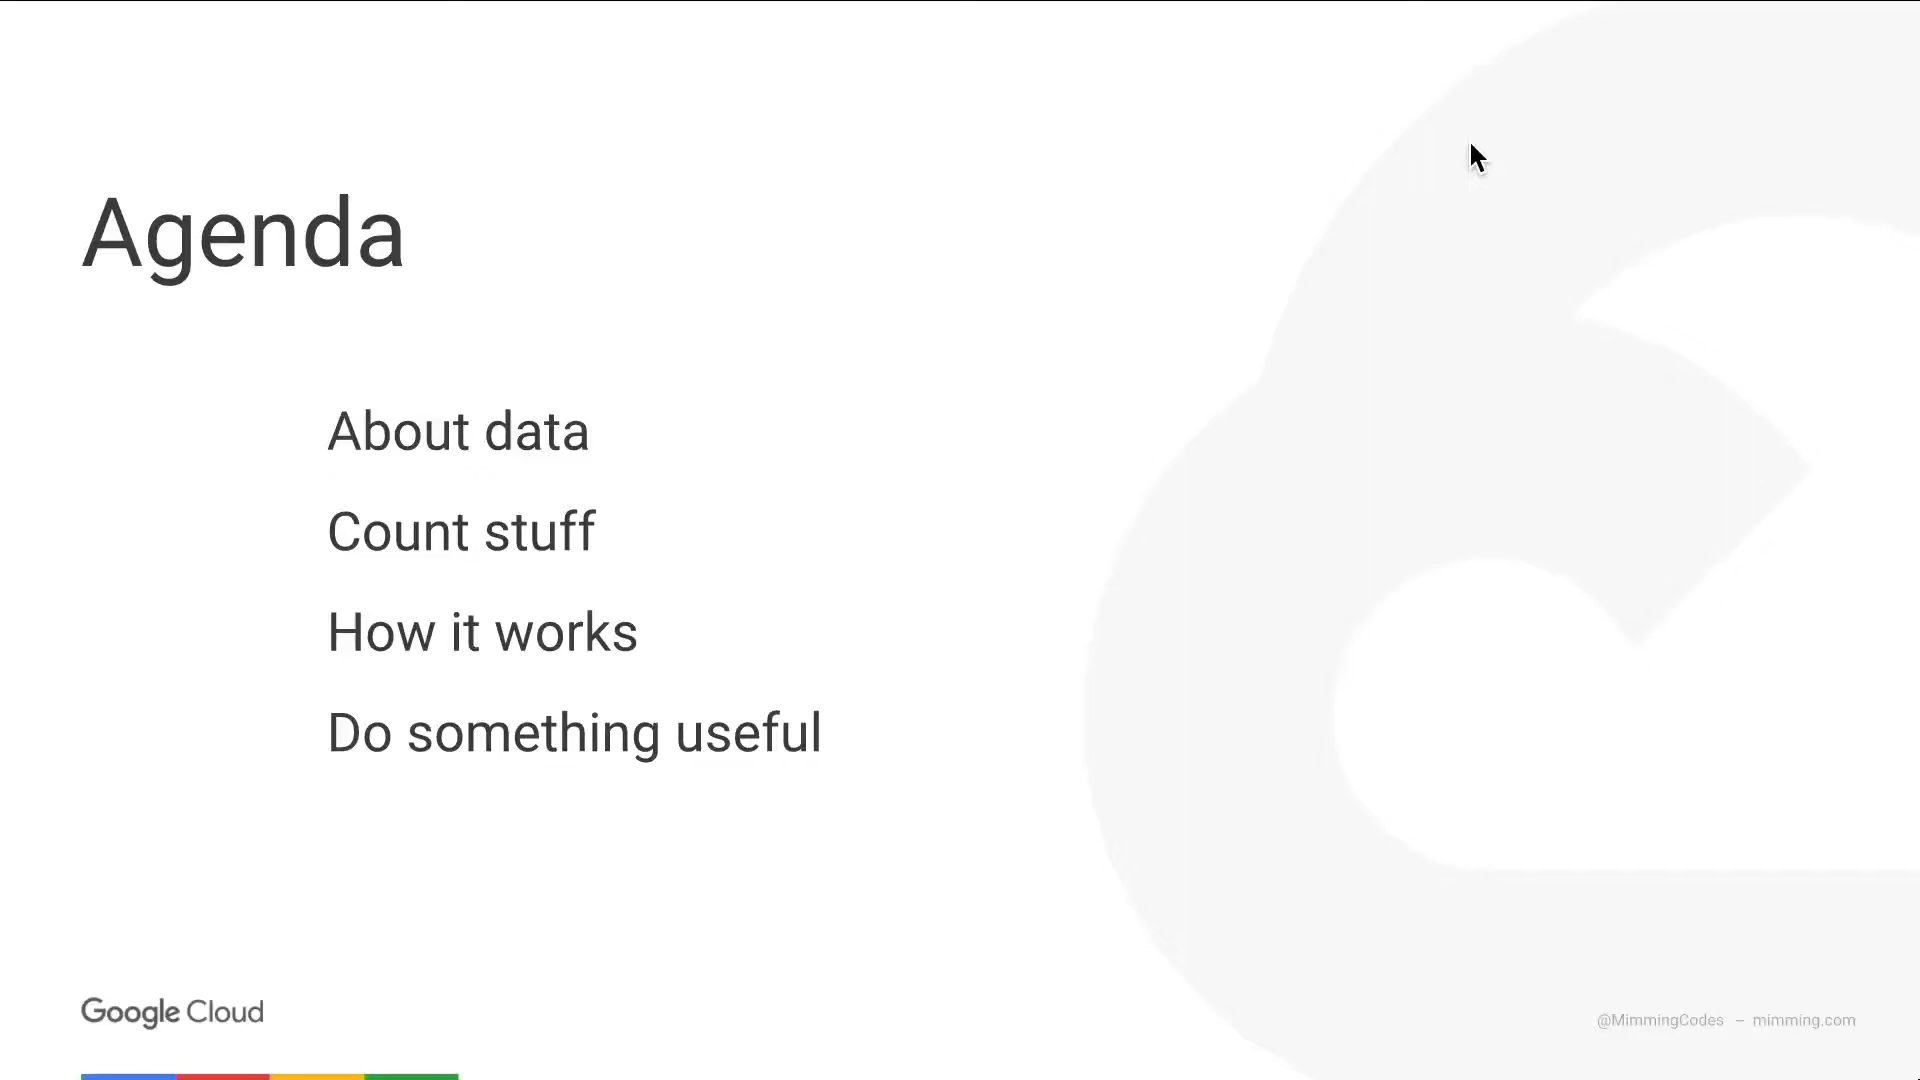 Agenda
About data
Count stuff
How it works
Do something useful
Google Cloud
@MimmingCodes – mimming.com